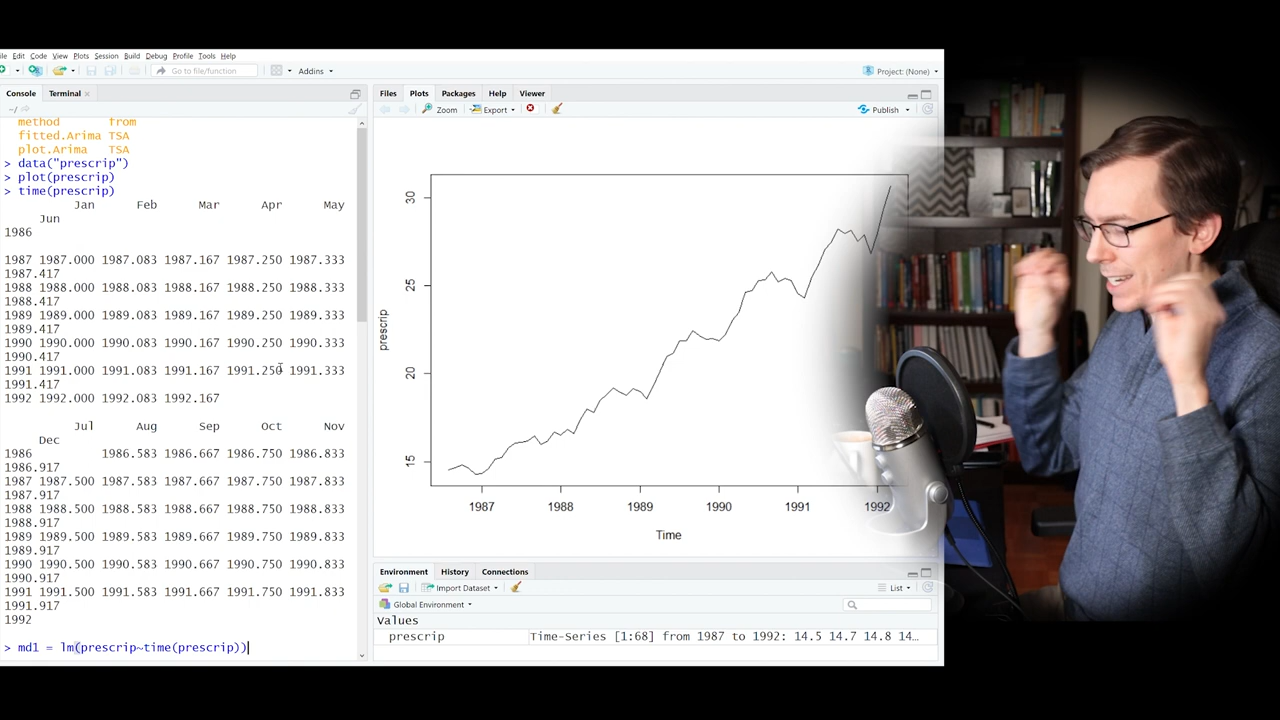 ile Edit Code View Plots Session Build Debug Profile Tools Help
Go to file/function Addins Project: (None)
Console Terminal
~/
method from
fitted.Arima TSA
plot.Arima TSA
> data("prescrip")
> plot(prescrip)
> time(prescrip)
Jan Feb Mar Apr May
Jun
1986
1987 1987.000 1987.083 1987.167 1987.250 1987.333
1987.417
1988 1988.000 1988.083 1988.167 1988.250 1988.333
1988.417
1989 1989.000 1989.083 1989.167 1989.250 1989.333
1989.417
1990 1990.000 1990.083 1990.167 1990.250 1990.333
1990.417
1991 1991.000 1991.083 1991.167 1991.250 1991.333
1991.417
1992 1992.000 1992.083 1992.167
Jul Aug Sep Oct Nov
Dec
1986 1986.583 1986.667 1986.750 1986.833
1986.917
1987 1987.500 1987.583 1987.667 1987.750 1987.833
1987.917
1988 1988.500 1988.583 1988.667 1988.750 1988.833
1988.917
1989 1989.500 1989.583 1989.667 1989.750 1989.833
1989.917
1990 1990.500 1990.583 1990.667 1990.750 1990.833
1990.917
1991 1991.500 1991.583 1991.667 1991.750 1991.833
1991.917
1992
> md1 = lm(prescrip~time(prescrip))
Files Plots Packages Help Viewer
Zoom Export Publish
30
25
20
15
prescrip
1987 1988 1989 1990 1991 1992
Time
Environment History Connections
Import Dataset List
Global Environment
Values
prescrip Time-Series [1:68] from 1987 to 1992: 14.5 14.7 14.8 14…